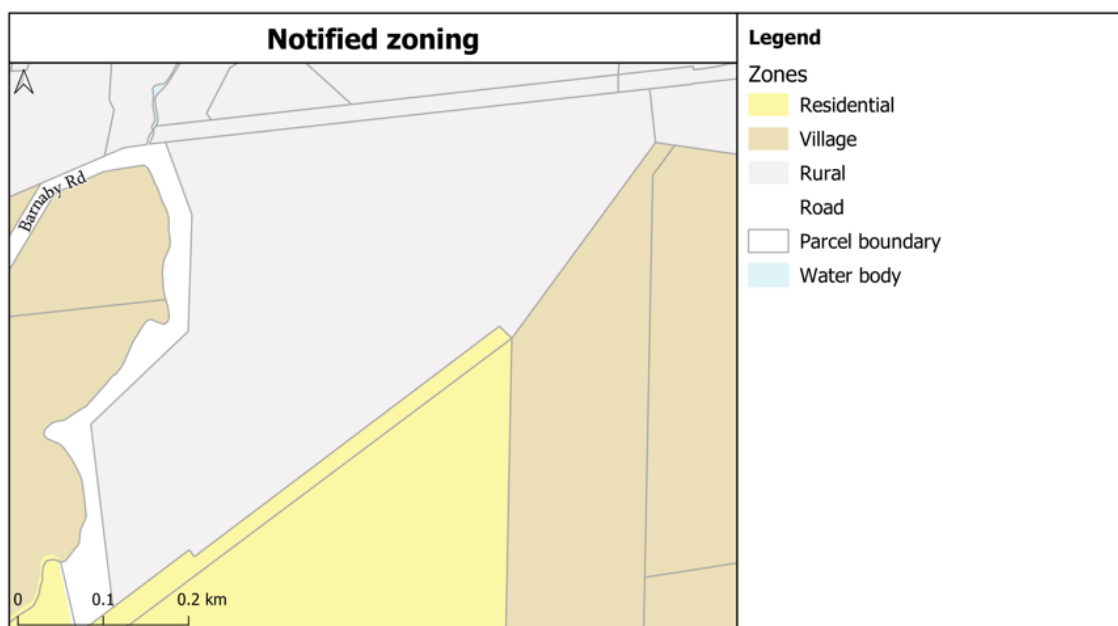 Notified zoning
Barnaby Rd
0 0.1 0.2 km
Legend
Zones
Residential
Village
Rural
Road
Parcel boundary
Water body